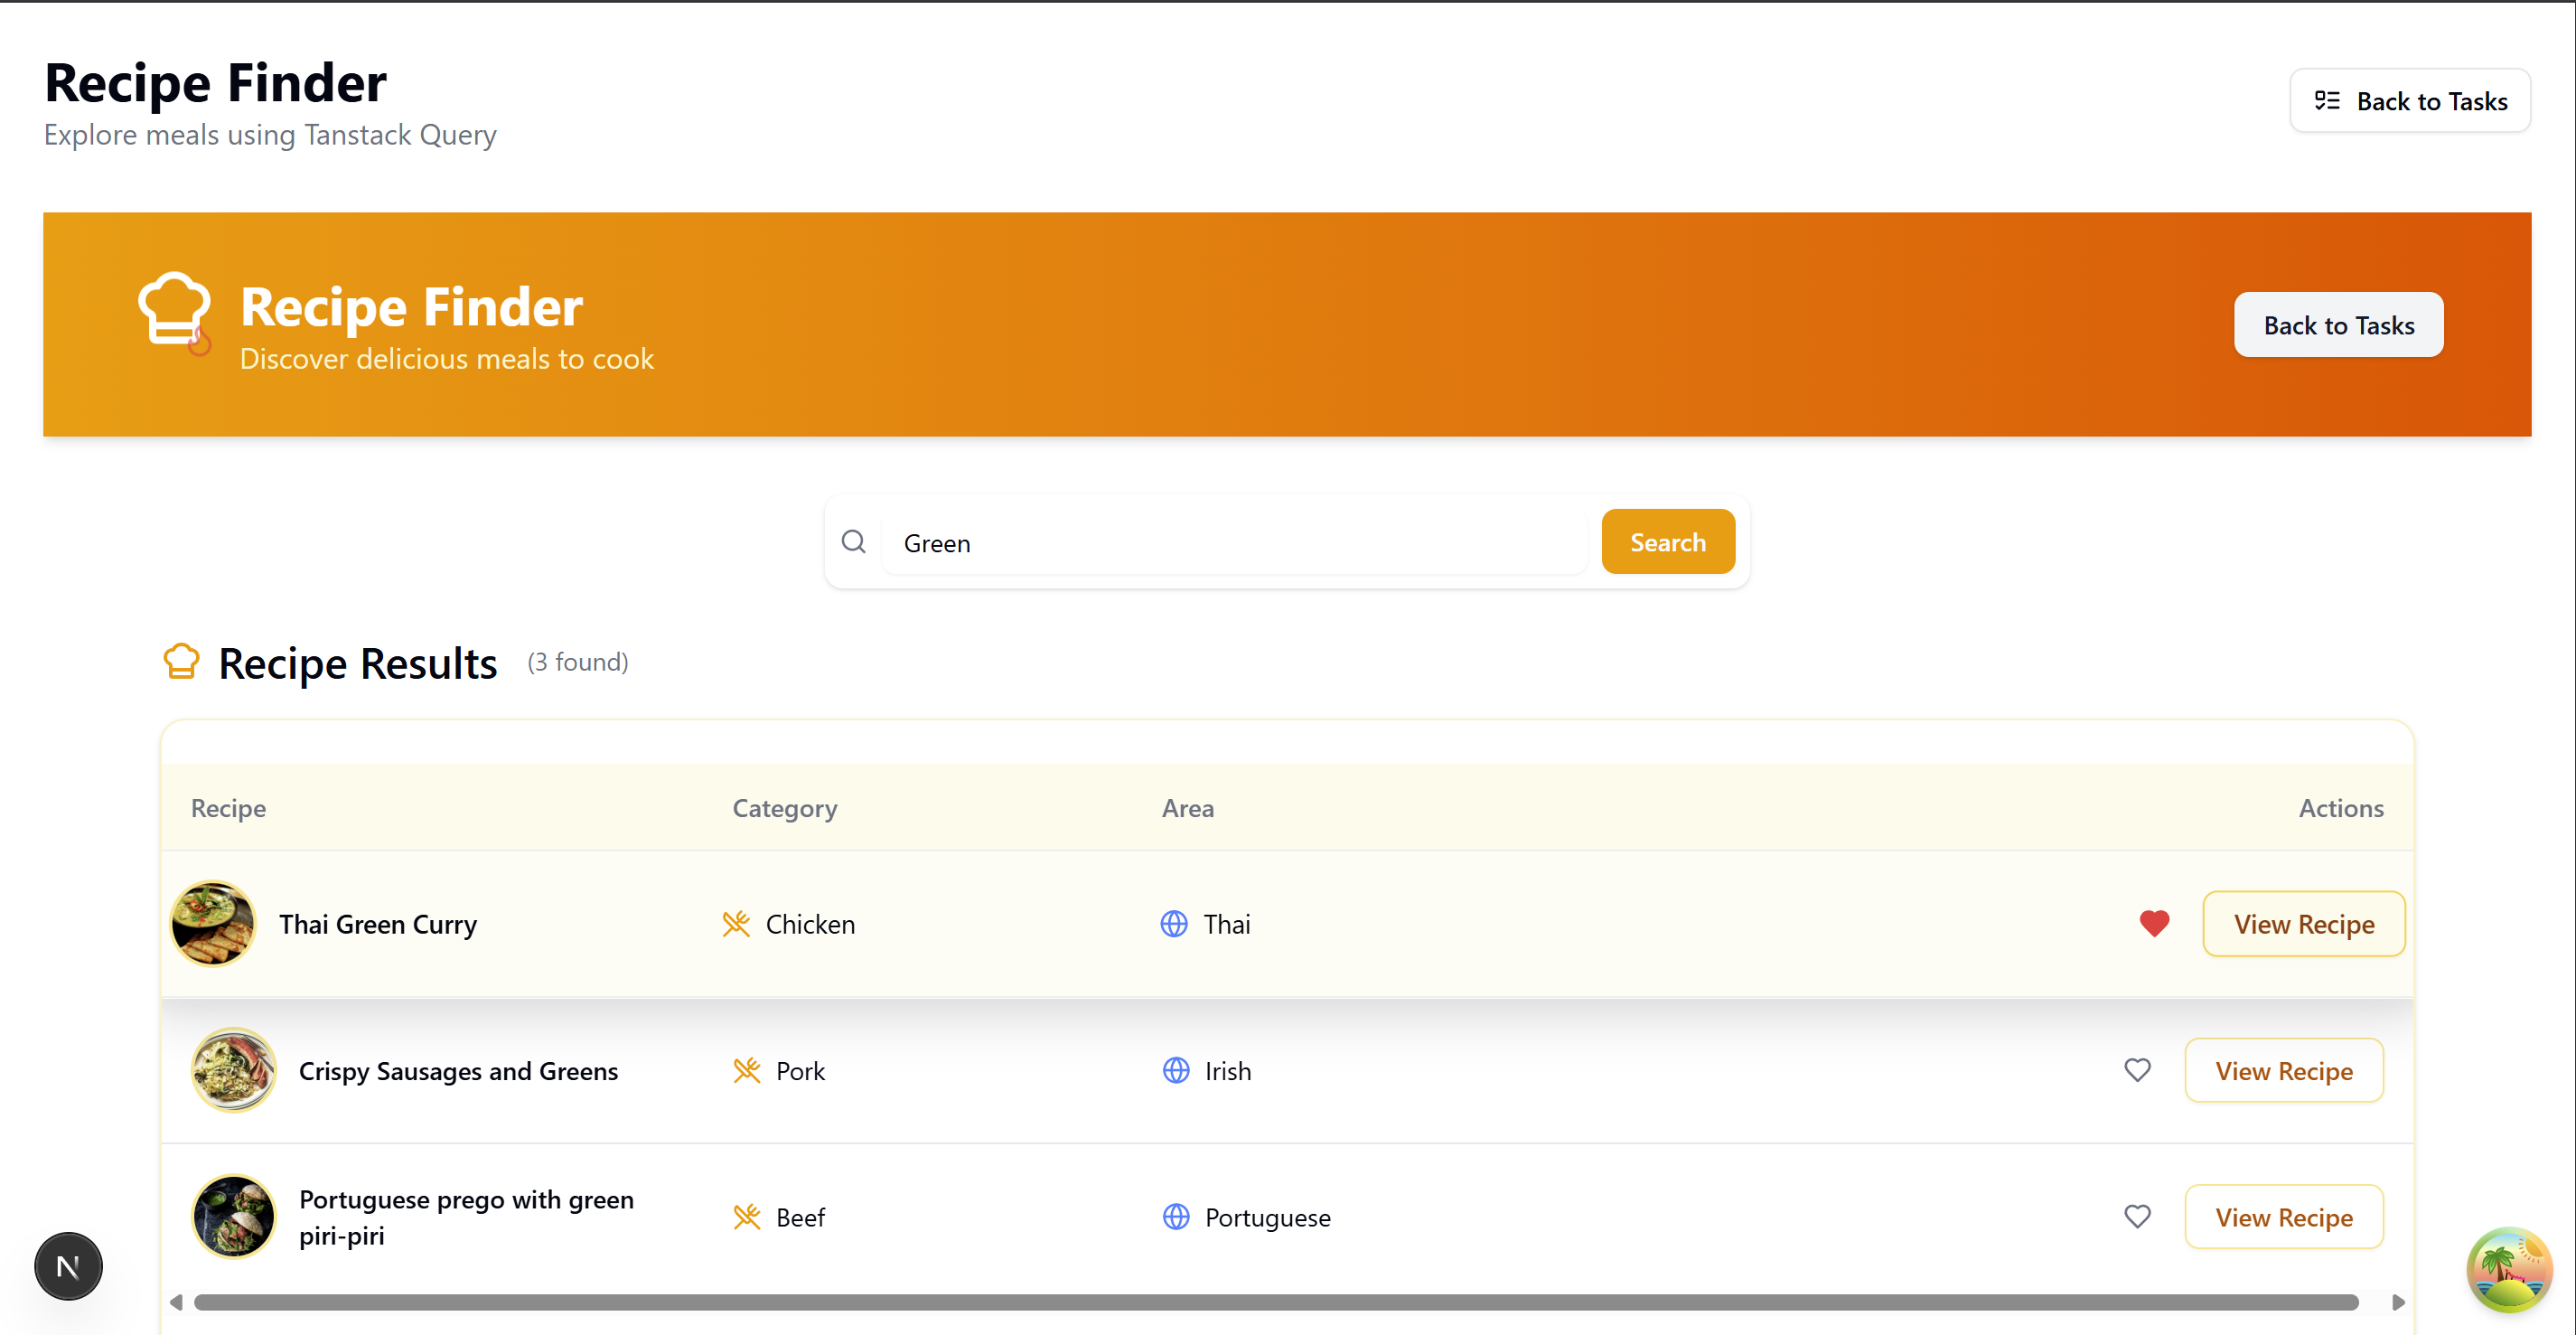 Recipe Finder
Explore meals using Tanstack Query
Back to Tasks
Recipe Finder
Discover delicious meals to cook
Back to Tasks
Green
Search
Recipe Results (3 found)
Recipe Category Area Actions
Thai Green Curry Chicken Thai View Recipe
Crispy Sausages and Greens Pork Irish View Recipe
Portuguese prego with green
piri-piri
Beef Portuguese View Recipe
N